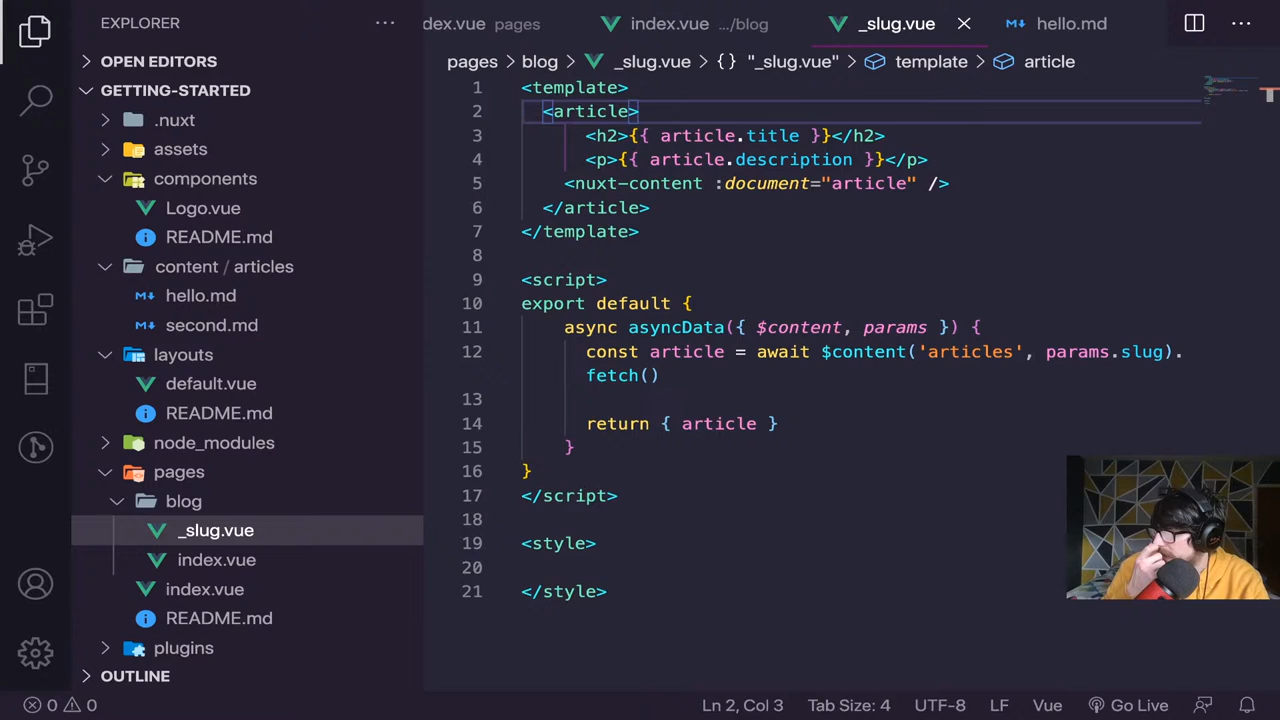 EXPLORER
OPEN EDITORS
GETTING-STARTED
.nuxt
assets
components
Logo.vue
README.md
content / articles
hello.md
second.md
layouts
default.vue
README.md
node_modules
pages
blog
_slug.vue
index.vue
index.vue
README.md
plugins
OUTLINE
dex.vue pages index.vue .../blog _slug.vue hello.md
pages > blog > _slug.vue > {} "_slug.vue" > template > article
1 <template>
2 <article>
3 <h2>{{ article.title }}</h2>
4 <p>{{ article.description }}</p>
5 <nuxt-content :document="article" />
6 </article>
7 </template>
8
9 <script>
10 export default {
11 async asyncData({ $content, params }) {
12 const article = await $content('articles', params.slug).
fetch()
13
14 return { article }
15 }
16 }
17 </script>
18
19 <style>
20
21 </style>
0 0 Ln 2, Col 3 Tab Size: 4 UTF-8 LF Vue Go Live